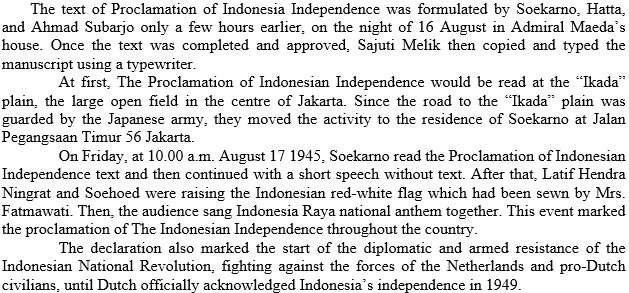 The text of Proclamation of Indonesia Independence was formulated by Soekarno, Hatta,
and Ahmad Subarjo only a few hours earlier, on the night of 16 August in Admiral Maeda’s
house. Once the text was completed and approved, Sajuti Melik then copied and typed the
manuscript using a typewriter.
At first, The Proclamation of Indonesian Independence would be read at the “Ikada”
plain, the large open field in the centre of Jakarta. Since the road to the “Ikada” plain was
guarded by the Japanese army, they moved the activity to the residence of Soekarno at Jalan
Pegangsaan Timur 56 Jakarta.
On Friday, at 10.00 a.m. August 17 1945, Soekarno read the Proclamation of Indonesian
Independence text and then continued with a short speech without text. After that, Latif Hendra
Ningrat and Soehoed were raising the Indonesian red-white flag which had been sewn by Mrs.
Fatmawati. Then, the audience sang Indonesia Raya national anthem together. This event marked
the proclamation of The Indonesian Independence throughout the country.
The declaration also marked the start of the diplomatic and armed resistance of the
Indonesian National Revolution, fighting against the forces of the Netherlands and pro-Dutch
civilians, until Dutch officially acknowledged Indonesia’s independence in 1949.